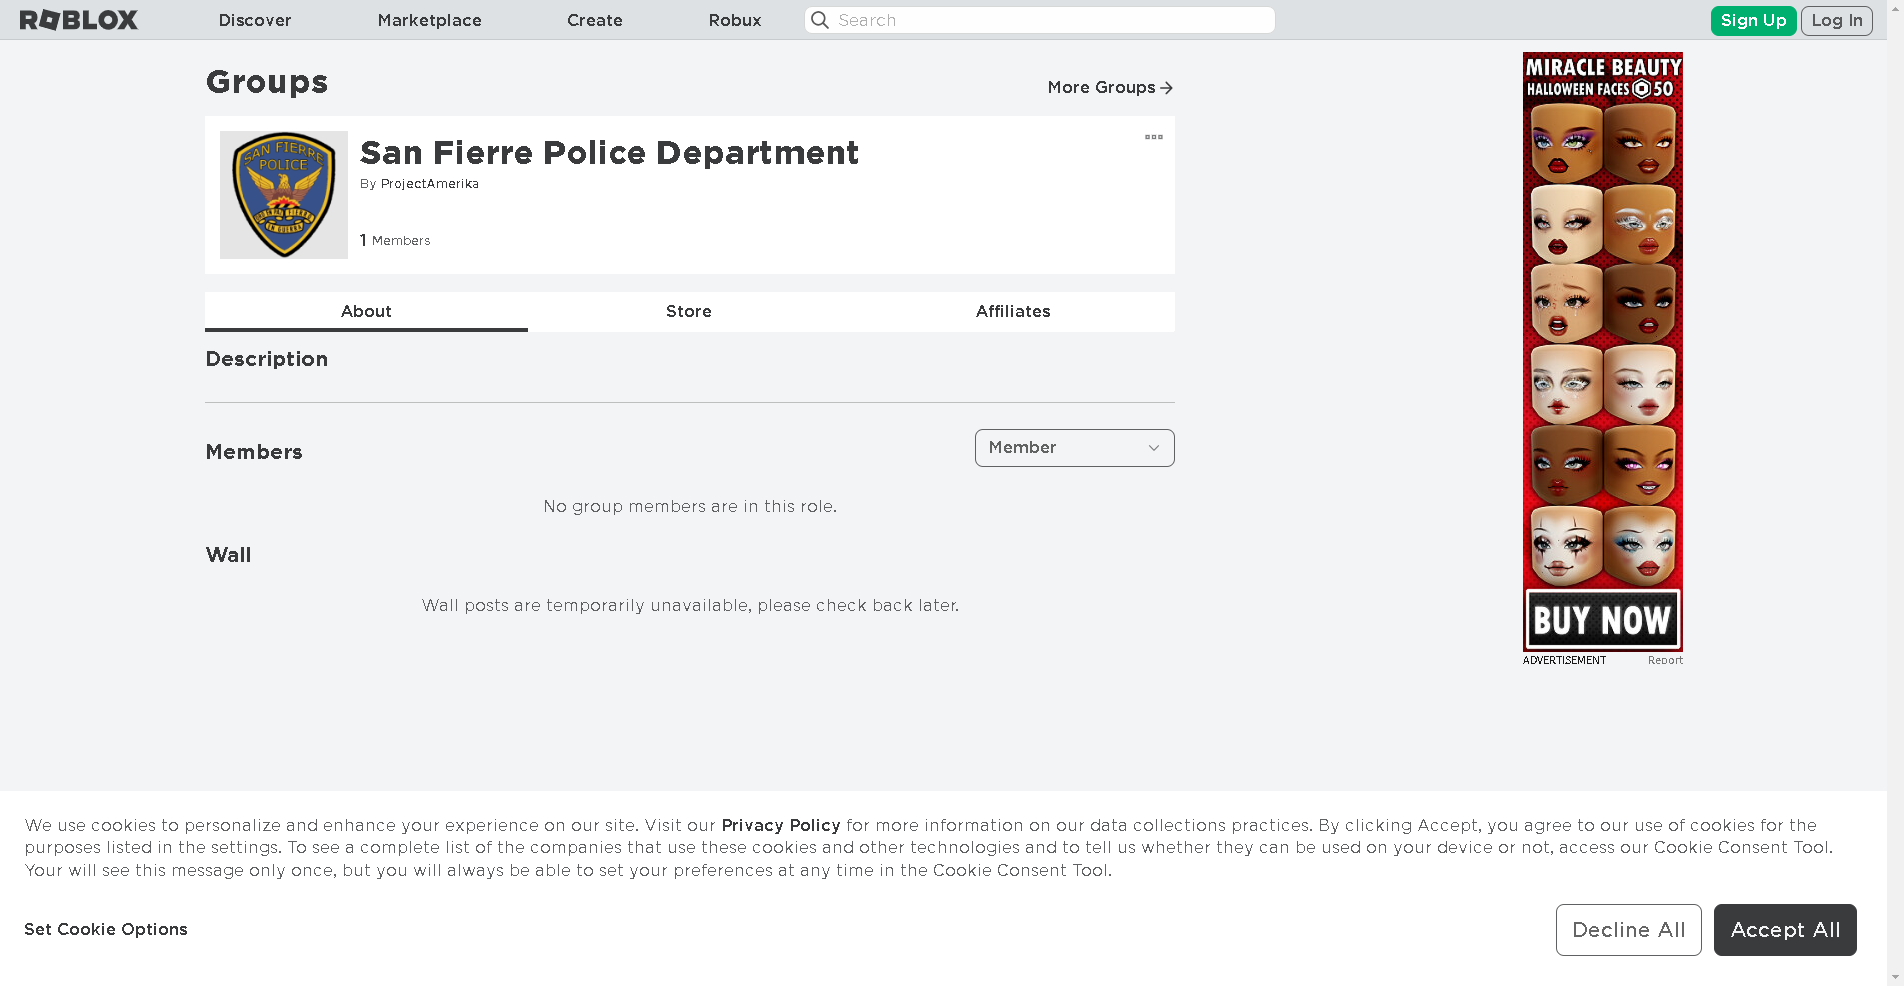 ROBLOX
Discover
Marketplace
Create
Robux
Search
Sign Up
Log In
Groups
More Groups
SAN FIERRE
POLICE
San Fierre Police Department
By ProjectAmerika
1 Members
About
Store
Affiliates
Description
Members
Member
No group members are in this role.
Wall
Wall posts are temporarily unavailable, please check back later.
MIRACLE BEAUTY
HALLOWEEN FACES 50
BUY NOW
ADVERTISEMENT
Report
We use cookies to personalize and enhance your experience on our site. Visit our Privacy Policy for more information on our data collections practices. By clicking Accept, you agree to our use of cookies for the
purposes listed in the settings. To see a complete list of the companies that use these cookies and other technologies and to tell us whether they can be used on your device or not, access our Cookie Consent Tool.
Your will see this message only once, but you will always be able to set your preferences at any time in the Cookie Consent Tool.
Set Cookie Options
Decline All
Accept All